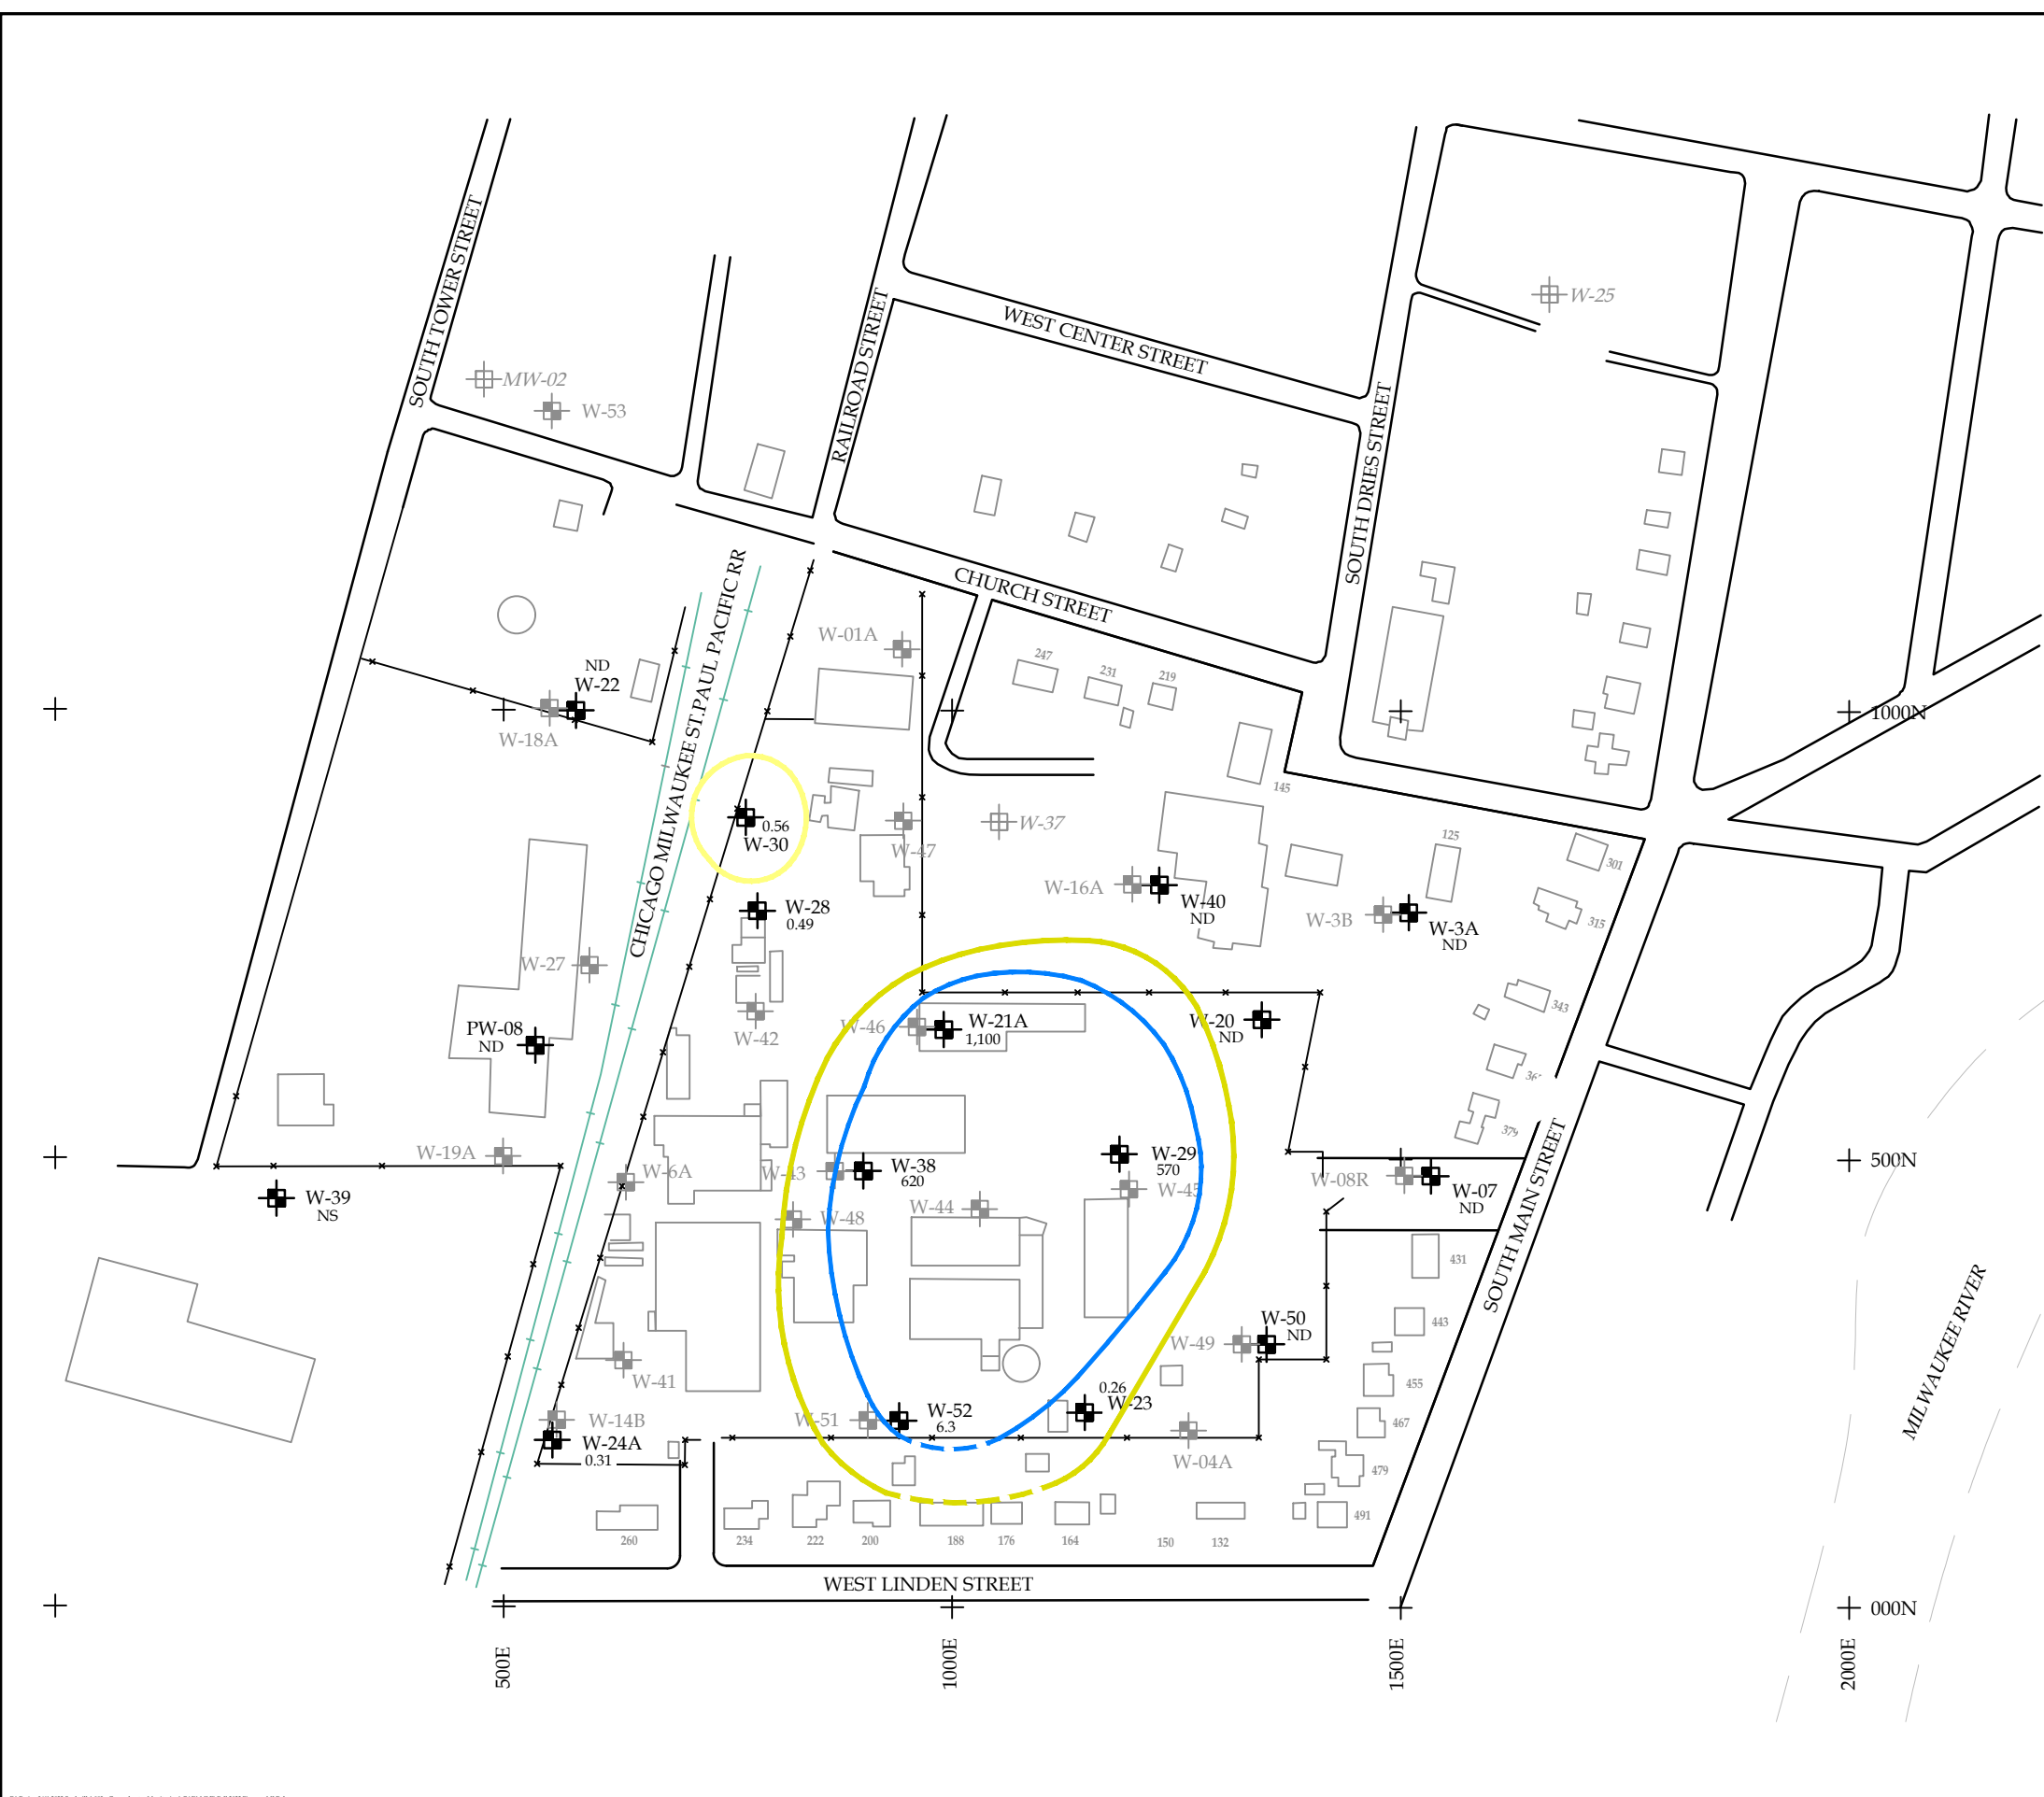 SOUTH TOWER STREET
RAILROAD STREET
WEST CENTER STREET
SOUTH DRIES STREET
W-25
MW-02
W-53
CHICAGO MILWAUKEE ST.PAUL PACIFIC RR
CHURCH STREET
W-01A
247
231
219
ND
W-22
W-18A
1000N
145
0.56
W-30
W-47
W-37
125
301
W-16A
W-40
ND
W-28
0.49
W-3B
W-3A
ND
315
W-27
343
PW-08
ND
W-42
W-46
W-21A
1,100
W-20
ND
379
W-19A
W-6A
W-43
W-38
620
W-29
570
W-45
W-08R
W-07
ND
500N
W-39
NS
W-48
W-44
SOUTH MAIN STREET
431
MILWAUKEE RIVER
W-50
ND
W-49
443
W-41
455
0.26
W-23
W-14B
W-24A
0.31
W-51
W-52
6.3
W-04A
467
479
491
260
234
222
200
188
176
164
150
132
WEST LINDEN STREET
000N
500E
1000E
1500E
2000E